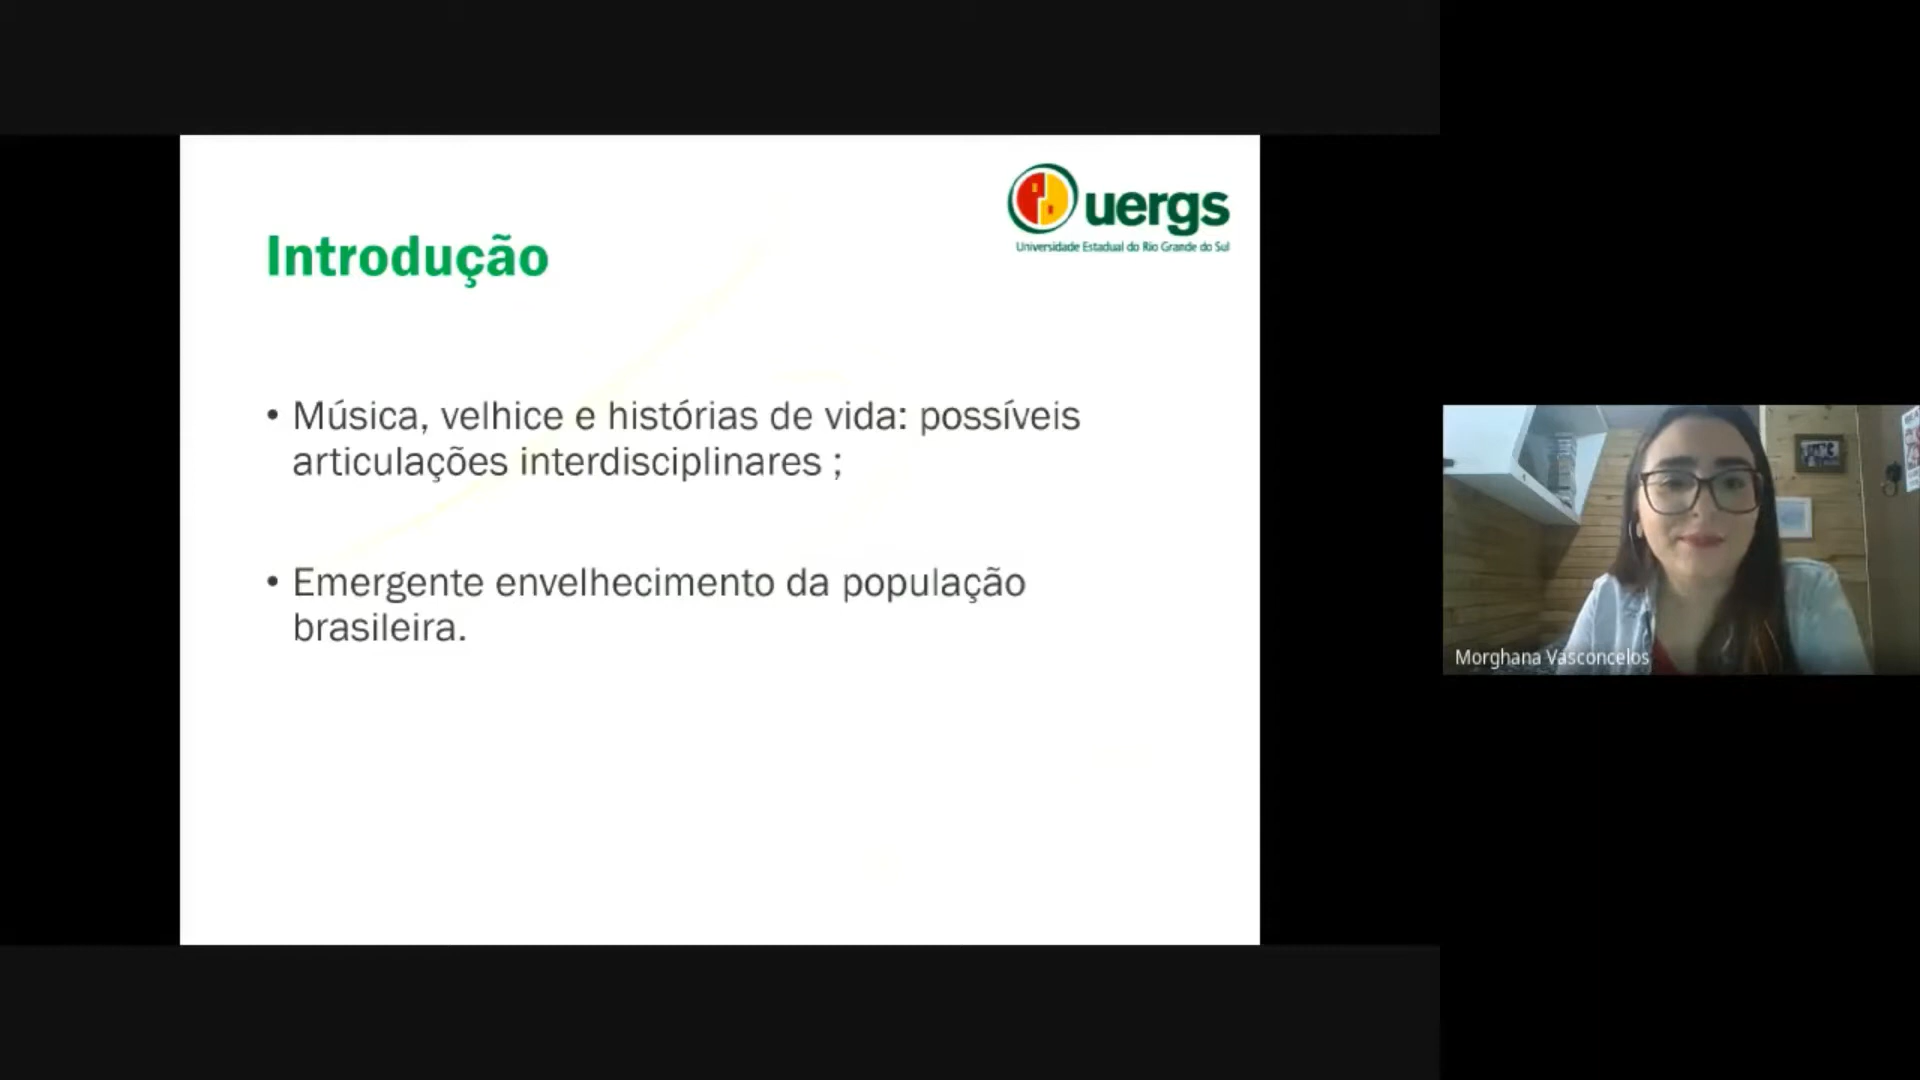 uergs
Universidade Estadual do Rio Grande do Sul
Introdução
• Música, velhice e histórias de vida: possíveis
articulações interdisciplinares ;
• Emergente envelhecimento da população
brasileira.
Morghana Vasconcelos